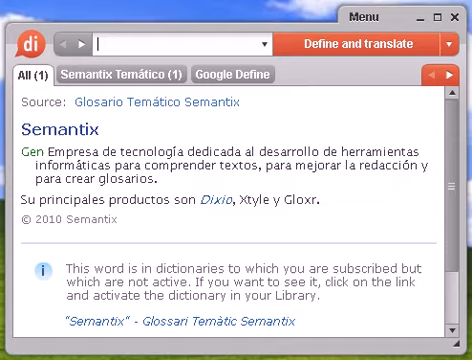 Menu
di
Define and translate
All (1)
Semantix Temático (1)
Google Define
Source: Glosario Temático Semantix
Semantix
Gen Empresa de tecnología dedicada al desarrollo de herramientas
informáticas para comprender textos, para mejorar la redacción y
para crear glosarios.
Su principales producton son Dixio, Xtyle y Gloxr.
© 2010 Semantix
i
This word is in dictionaries to which you are subscribed but
which are not active. If you want to see it, click on the link
and activate the dictionary in your Library.
"Semantix" - Glossari Temàtic Semantix